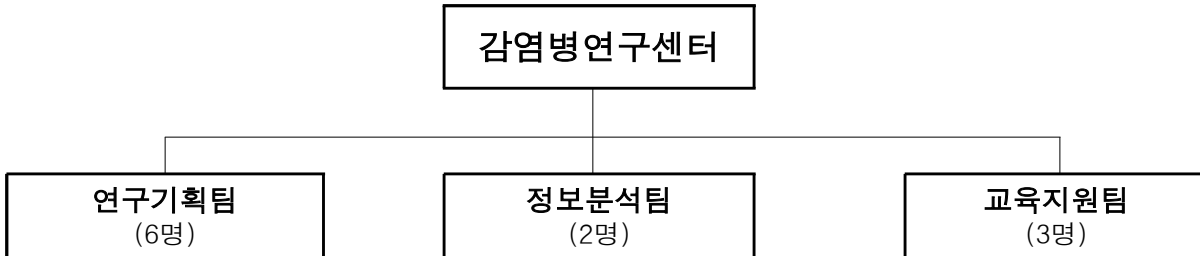 감염병연구센터
연구기획팀
(6명)
정보분석팀
(2명)
교육지원팀
(3명)